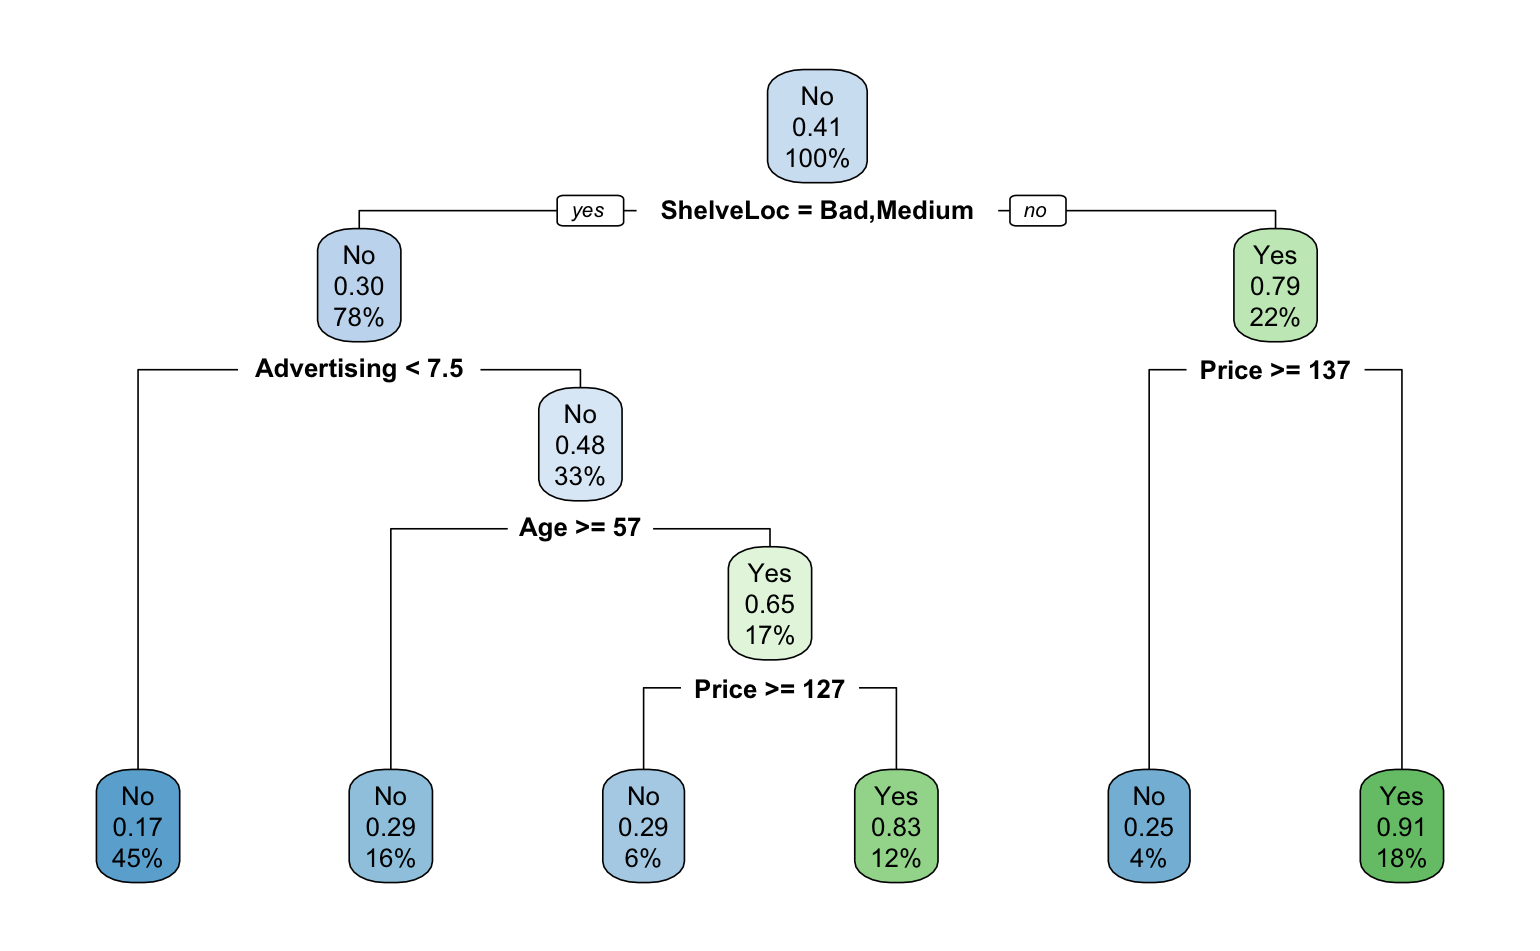 No
0.41
100%
yes
ShelveLoc = Bad,Medium
no
No
0.30
78%
Yes
0.79
22%
Advertising < 7.5
Price >= 137
No
0.48
33%
Age >= 57
Yes
0.65
17%
Price >= 127
No
0.17
45%
No
0.29
16%
No
0.29
6%
Yes
0.83
12%
No
0.25
4%
Yes
0.91
18%